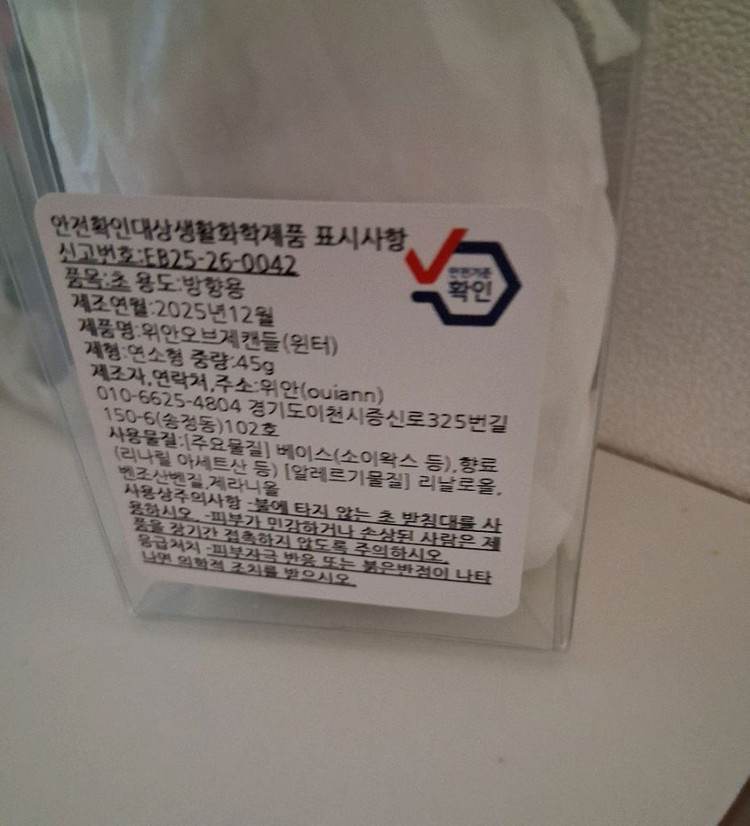 안전확인대상생활화학제품 표시사항
신고번호:EB25-26-0042
안전기준
확인
품목:초 용도:방향용
제조연월:2025년12월
제품명:위안오브제캔들(윈터)
제형:연소형 중량:45g
제조자,연락처,주소:위안(ouiann)
010-6625-4804 경기도이천시증신로325번길
150-6(송정동)102호
사용물질:[주요물질] 베이스(소이왁스 등),향료
(리나릴 아세트산 등) [알레르기물질] 리날로올,
벤조산벤질,제라니올
사용상주의사항 -불에 타지 않는 초 받침대를 사
용하시오. -피부가 민감하거나 손상된 사람은 제
품을 장기간 접촉하지 않도록 주의하시오.
응급처치 -피부자극 반응 또는 붉은반점이 나타
나면 의학적 조치를 받으시오.